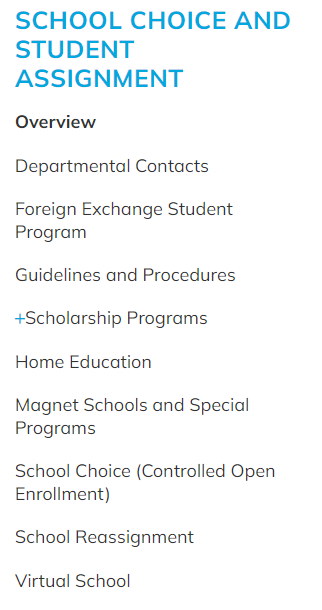 SCHOOL CHOICE AND
STUDENT
ASSIGNMENT
Overview
Departmental Contacts
Foreign Exchange Student
Program
Guidelines and Procedures
+Scholarship Programs
Home Education
Magnet Schools and Special
Programs
School Choice (Controlled Open
Enrollment)
School Reassignment
Virtual School